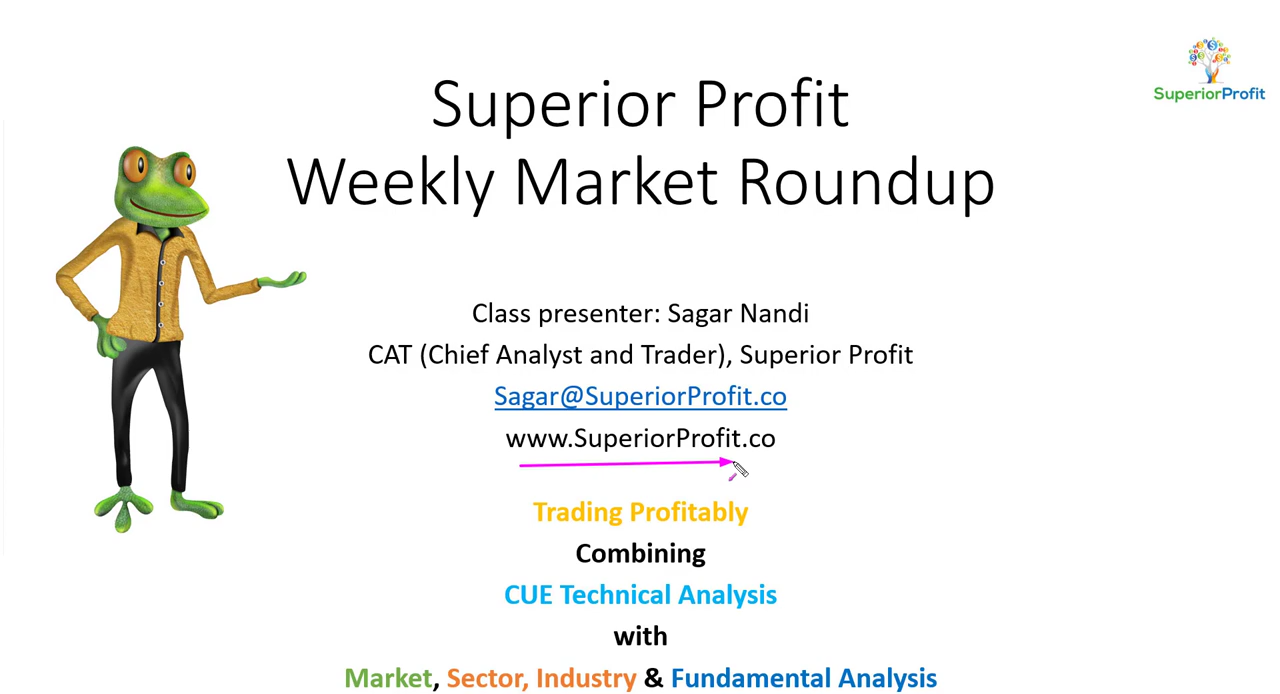 SuperiorProfit
Superior Profit
Weekly Market Roundup
Class presenter: Sagar Nandi
CAT (Chief Analyst and Trader), Superior Profit
Sagar@SuperiorProfit.co
www.SuperiorProfit.co
Trading Profitably
Combining
CUE Technical Analysis
with
Market, Sector, Industry & Fundamental Analysis